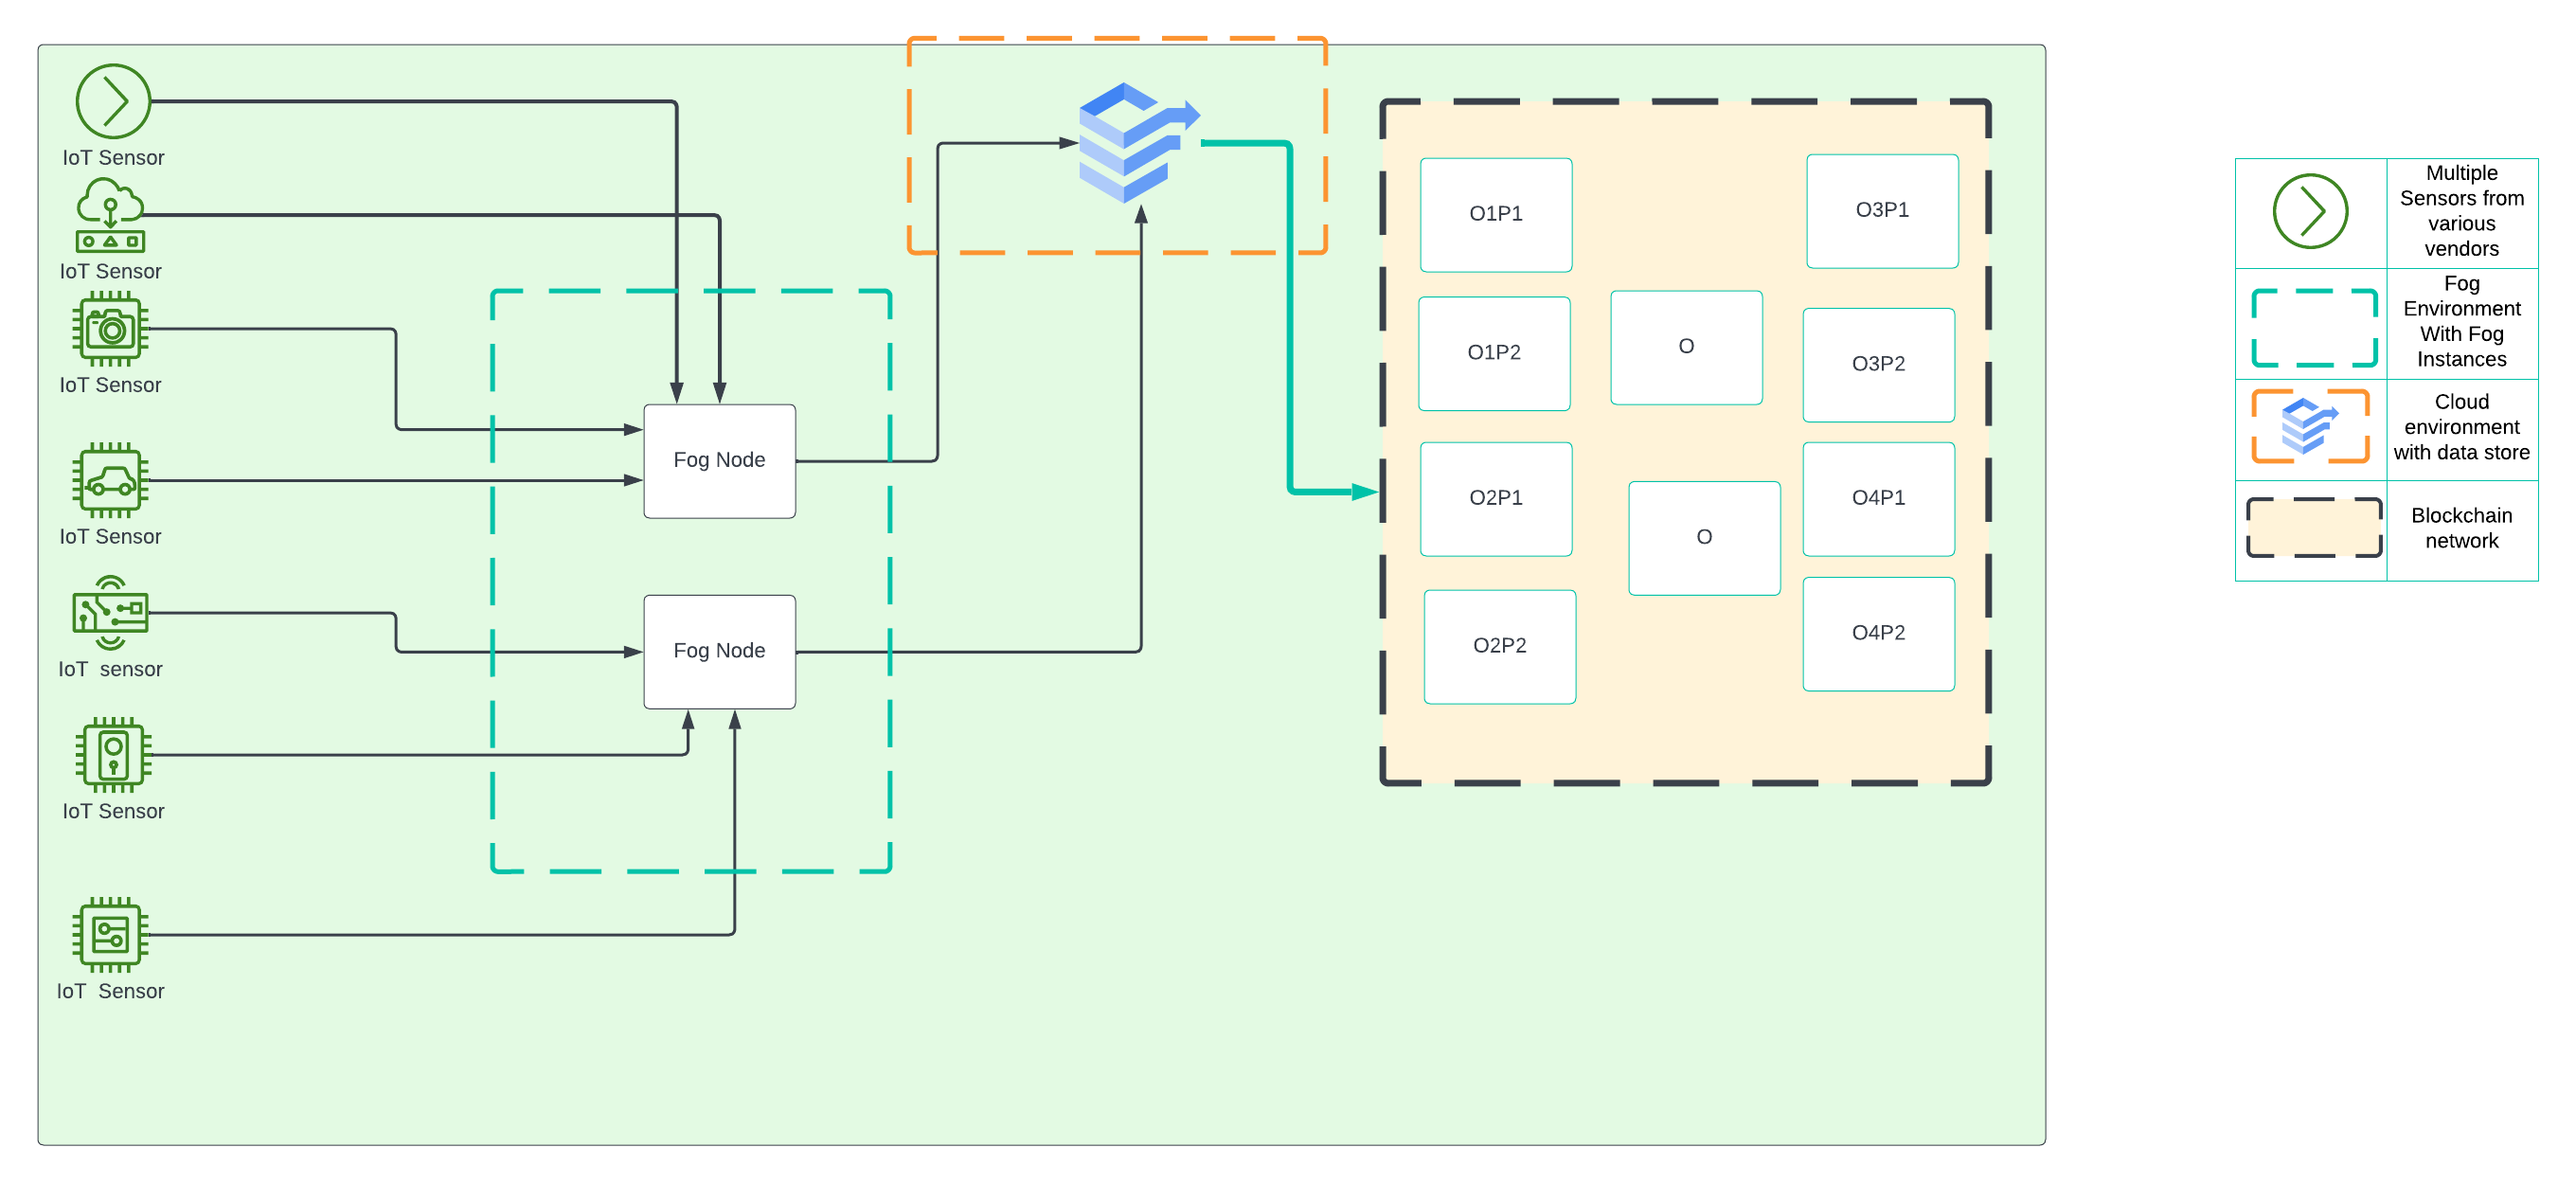 IoT Sensor
IoT Sensor
IoT Sensor
IoT Sensor
IoT  sensor
IoT Sensor
IoT  Sensor
Fog Node
Fog Node
O1P1
O3P1
O1P2
O
O3P2
O2P1
O
O4P1
O2P2
O4P2
Multiple
Sensors from
various
vendors
Fog
Environment
With Fog
Instances
Cloud
environment
with data store
Blockchain
network